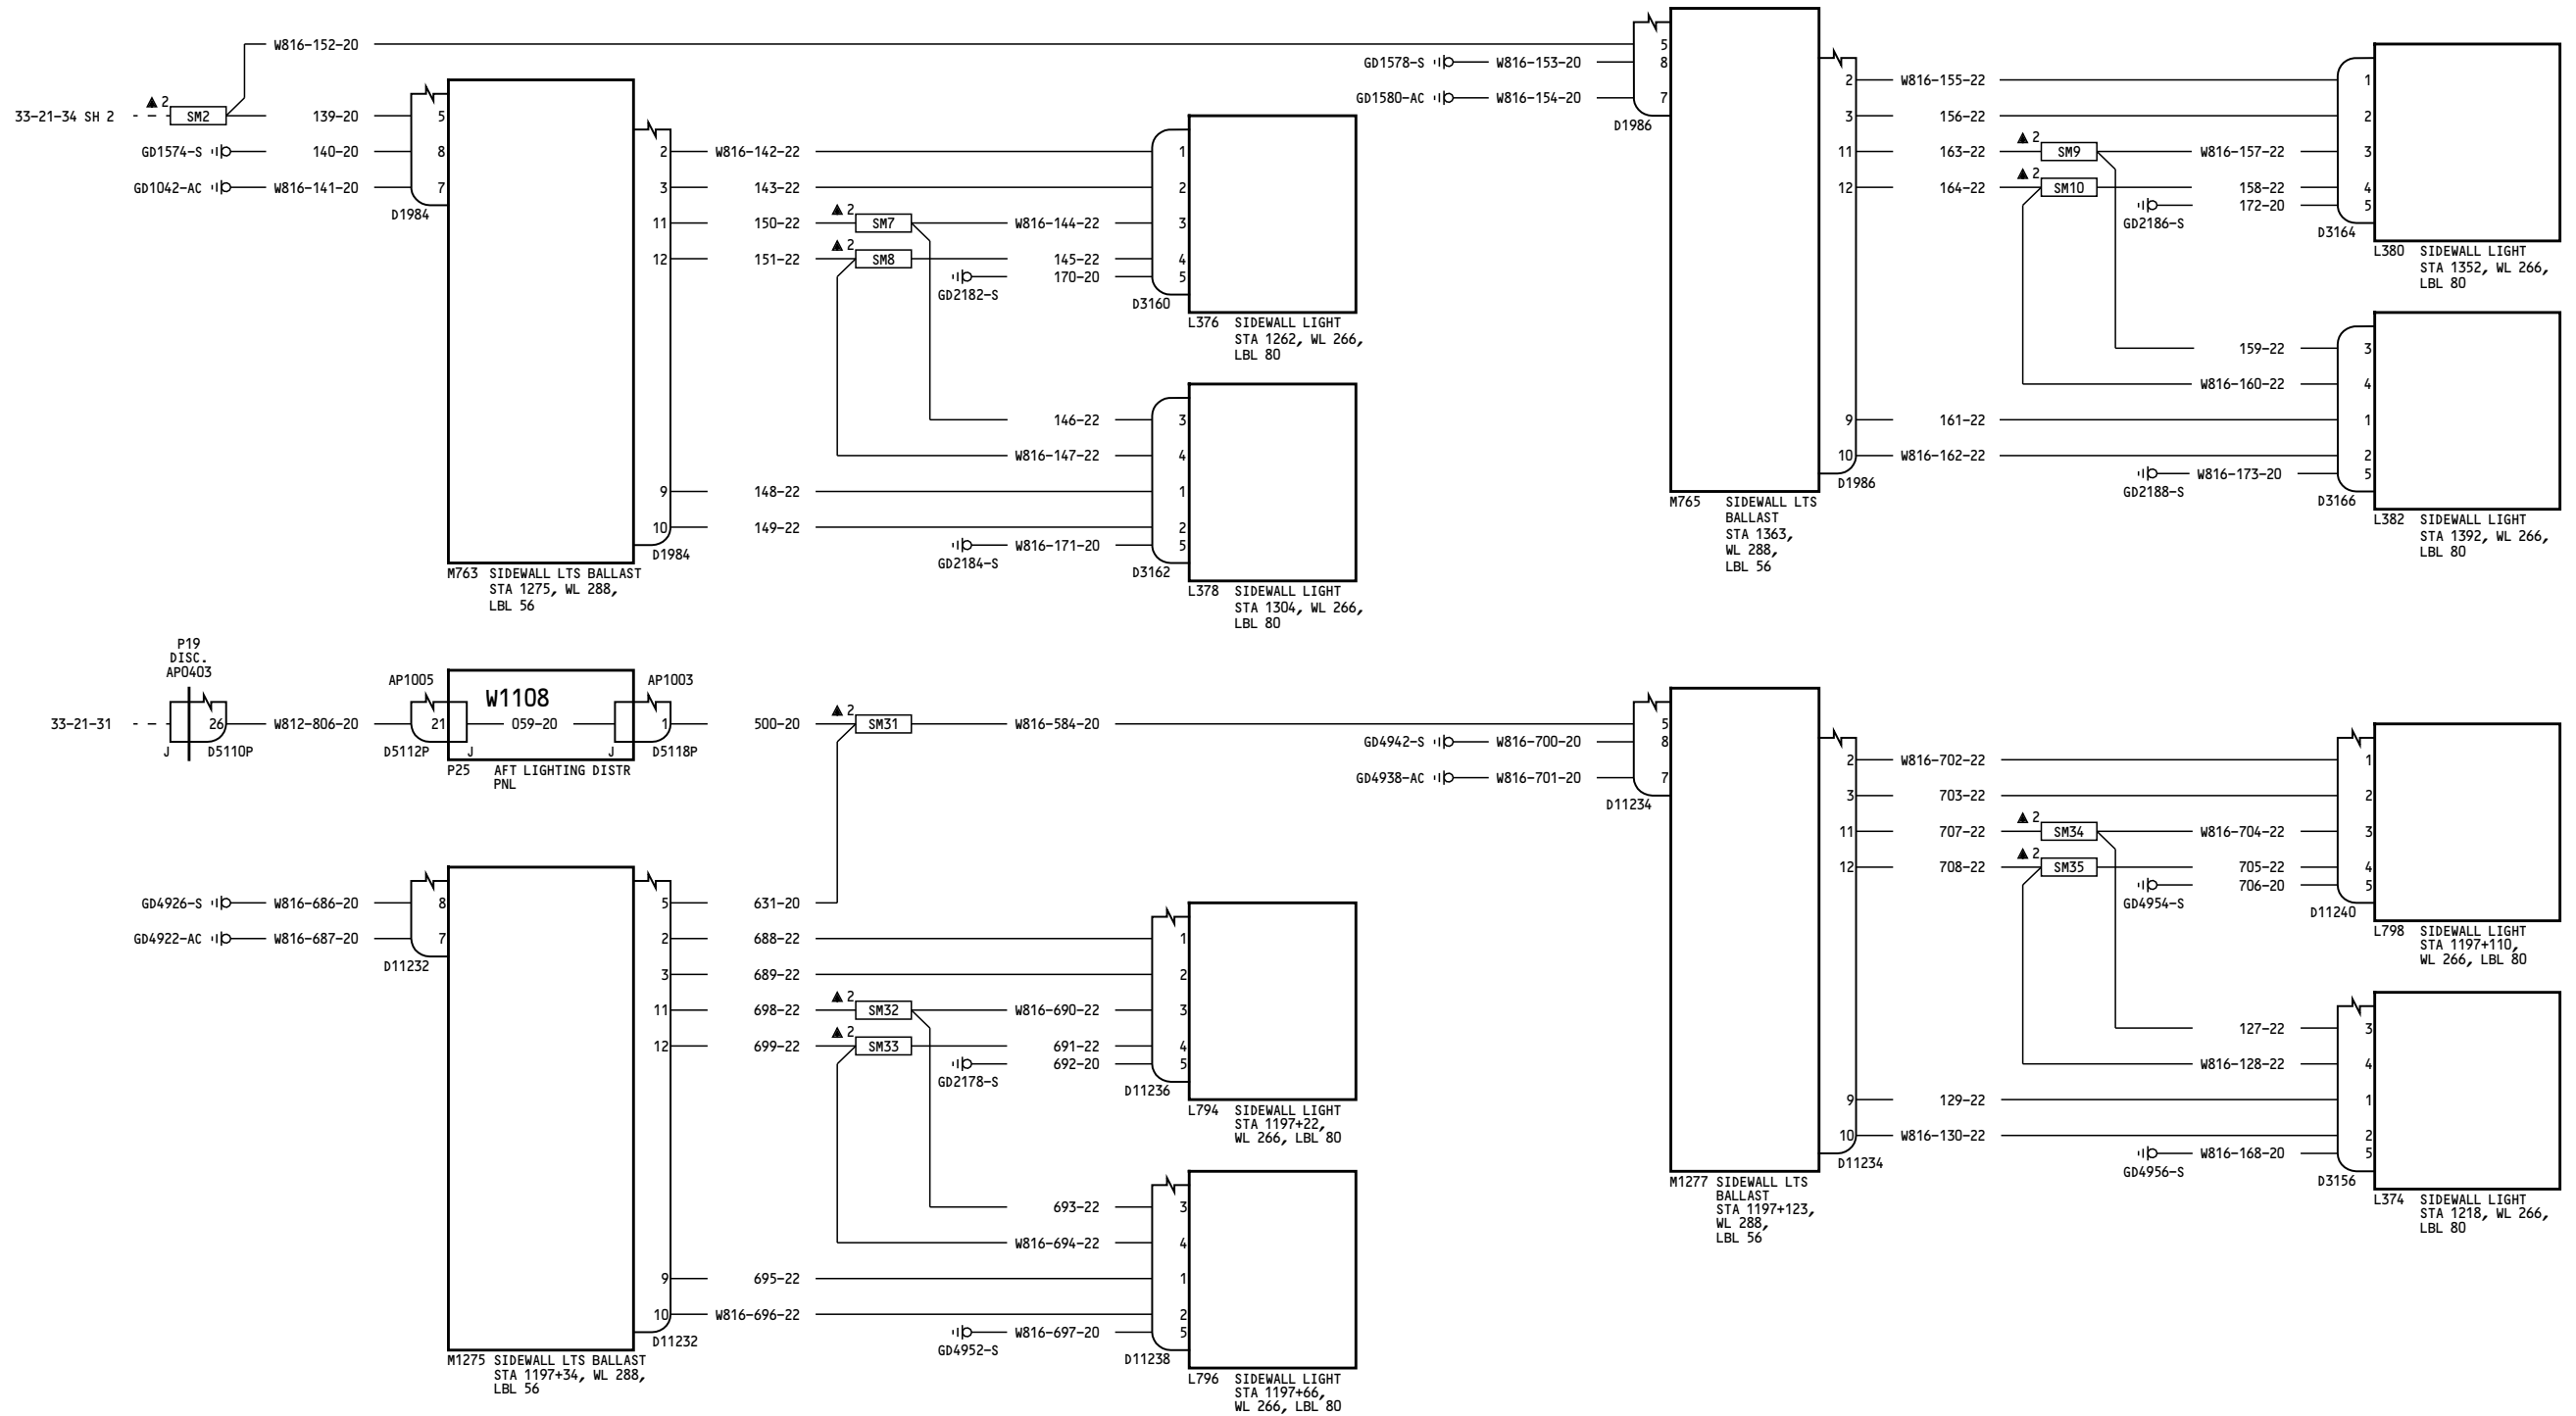 W816-152-20
33-21-34 SH 2
2
SM2
139-20
5
GD1574-S
140-20
8
GD1042-AC
W816-141-20
7
D1984
2
W816-142-22
1
3
143-22
2
11
150-22
2
SM7
W816-144-22
3
12
151-22
2
SM8
145-22
4
GD2182-S
170-20
5
D3160
L376 SIDEWALL LIGHT
STA 1262, WL 266,
LBL 80
146-22
3
W816-147-22
4
9
148-22
1
10
149-22
2
D1984
GD2184-S
W816-171-20
5
D3162
M763 SIDEWALL LTS BALLAST
STA 1275, WL 288,
LBL 56
L378 SIDEWALL LIGHT
STA 1304, WL 266,
LBL 80
5
GD1578-S
W816-153-20
8
GD1580-AC
W816-154-20
7
D1986
2
W816-155-22
1
3
156-22
2
11
163-22
2
SM9
W816-157-22
3
12
164-22
2
SM10
158-22
4
GD2186-S
172-20
5
D3164
L380 SIDEWALL LIGHT
STA 1352, WL 266,
LBL 80
159-22
3
W816-160-22
4
9
161-22
1
10
W816-162-22
2
D1986
GD2188-S
W816-173-20
5
D3166
M765 SIDEWALL LTS
BALLAST
STA 1363,
WL 288,
LBL 56
L382 SIDEWALL LIGHT
STA 1392, WL 266,
LBL 80
P19
DISC.
AP0403
33-21-31
26
J
D5110P
W812-806-20
AP1005
21
D5112P
J
W1108
059-20
AP1003
1
J
D5118P
P25 AFT LIGHTING DISTR
PNL
500-20
2
SM31
W816-584-20
5
GD4942-S
W816-700-20
8
GD4938-AC
W816-701-20
7
D11234
GD4926-S
W816-686-20
8
GD4922-AC
W816-687-20
7
D11232
5
631-20
2
688-22
1
3
689-22
2
11
698-22
2
SM32
W816-690-22
3
12
699-22
2
SM33
691-22
4
GD2178-S
692-20
5
D11236
L794 SIDEWALL LIGHT
STA 1197+22,
WL 266, LBL 80
693-22
3
W816-694-22
4
9
695-22
1
10
W816-696-22
2
D11232
GD4952-S
W816-697-20
5
D11238
M1275 SIDEWALL LTS BALLAST
STA 1197+34, WL 288,
LBL 56
L796 SIDEWALL LIGHT
STA 1197+66,
WL 266, LBL 80
2
W816-702-22
1
3
703-22
2
11
707-22
2
SM34
W816-704-22
3
12
708-22
2
SM35
705-22
4
GD4954-S
706-20
5
D11240
L798 SIDEWALL LIGHT
STA 1197+110,
WL 266, LBL 80
127-22
3
W816-128-22
4
9
129-22
1
10
W816-130-22
2
D11234
GD4956-S
W816-168-20
5
D3156
M1277 SIDEWALL LTS
BALLAST
STA 1197+123,
WL 288,
LBL 56
L374 SIDEWALL LIGHT
STA 1218, WL 266,
LBL 80